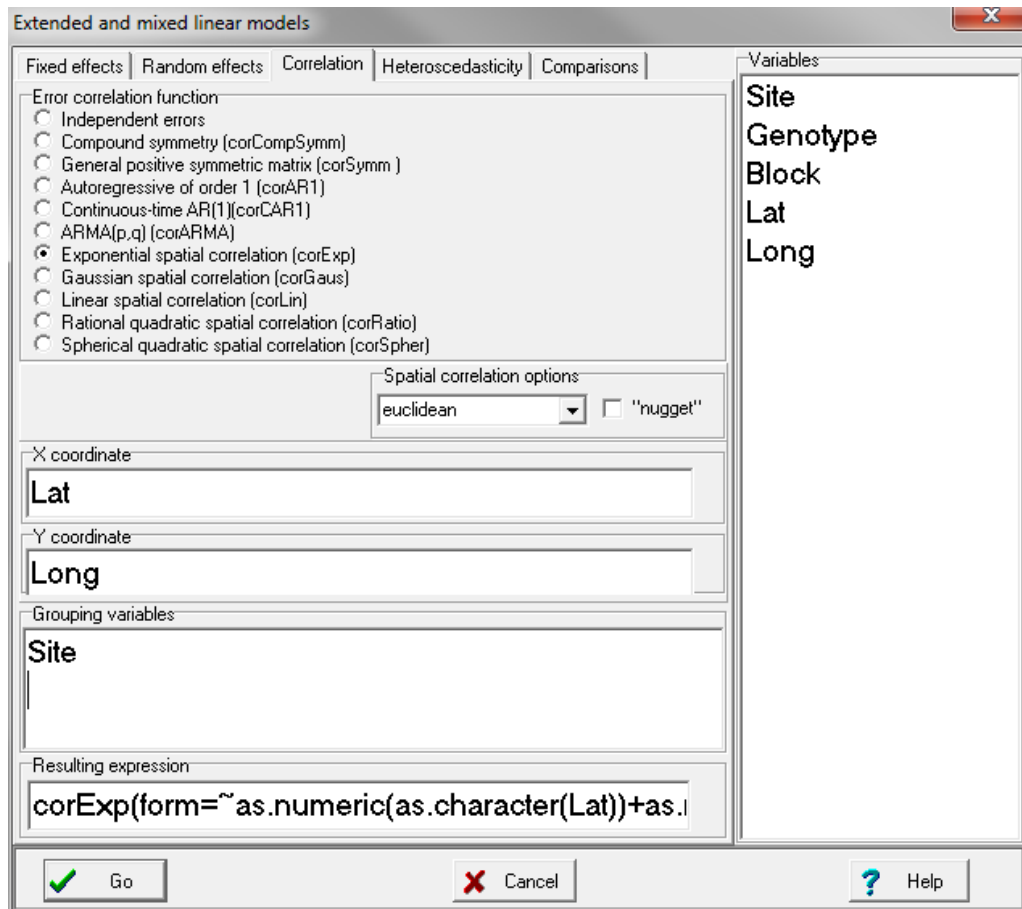 Extended and mixed linear models
Fixed effects Random effects Correlation Heteroscedasticity Comparisons
Error correlation function
Independent errors
Compound symmetry (corCompSymm)
General positive symmetric matrix (corSymm )
Autoregressive of order 1 (corAR1)
Continuous-time AR(1)(corCAR1)
ARMA(p,q) (corARMA)
Exponential spatial correlation (corExp)
Gaussian spatial correlation (corGaus)
Linear spatial correlation (corLin)
Rational quadratic spatial correlation (corRatio)
Spherical quadratic spatial correlation (corSpher)
Spatial correlation options
euclidean "nugget"
X coordinate
Lat
Y coordinate
Long
Grouping variables
Site
Resulting expression
corExp(form=~as.numeric(as.character(Lat))+as.
Variables
Site
Genotype
Block
Lat
Long
Go Cancel Help